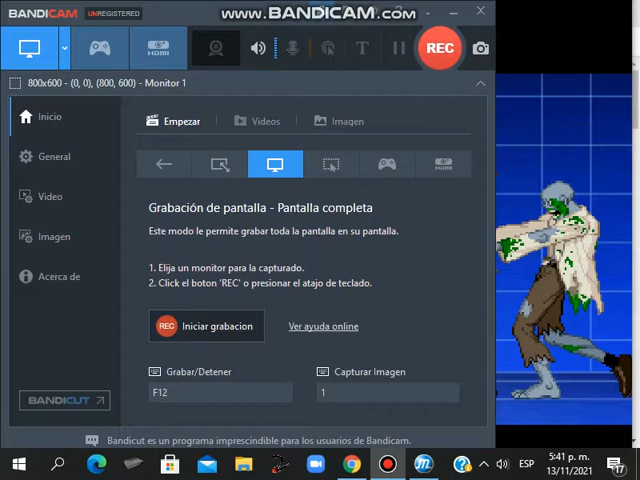 BANDICAM UNREGISTERED
www.BANDICAM.com
HDMI
T
REC
800x600 - (0, 0), (800, 600) - Monitor 1
Inicio
General
Video
Imagen
Acerca de
BANDICUT
Empezar
Videos
Imagen
HDMI
Grabación de pantalla - Pantalla completa
Este modo le permite grabar toda la pantalla en su pantalla.
1. Elija un monitor para la capturado.
2. Click el boton 'REC' o presionar el atajo de teclado.
REC Iniciar grabacion
Ver ayuda online
Grabar/Detener
Capturar Imagen
F12
1
Bandicut es un programa imprescindible para los usuarios de Bandicam.
ESP
5:41 p. m.
13/11/2021
17